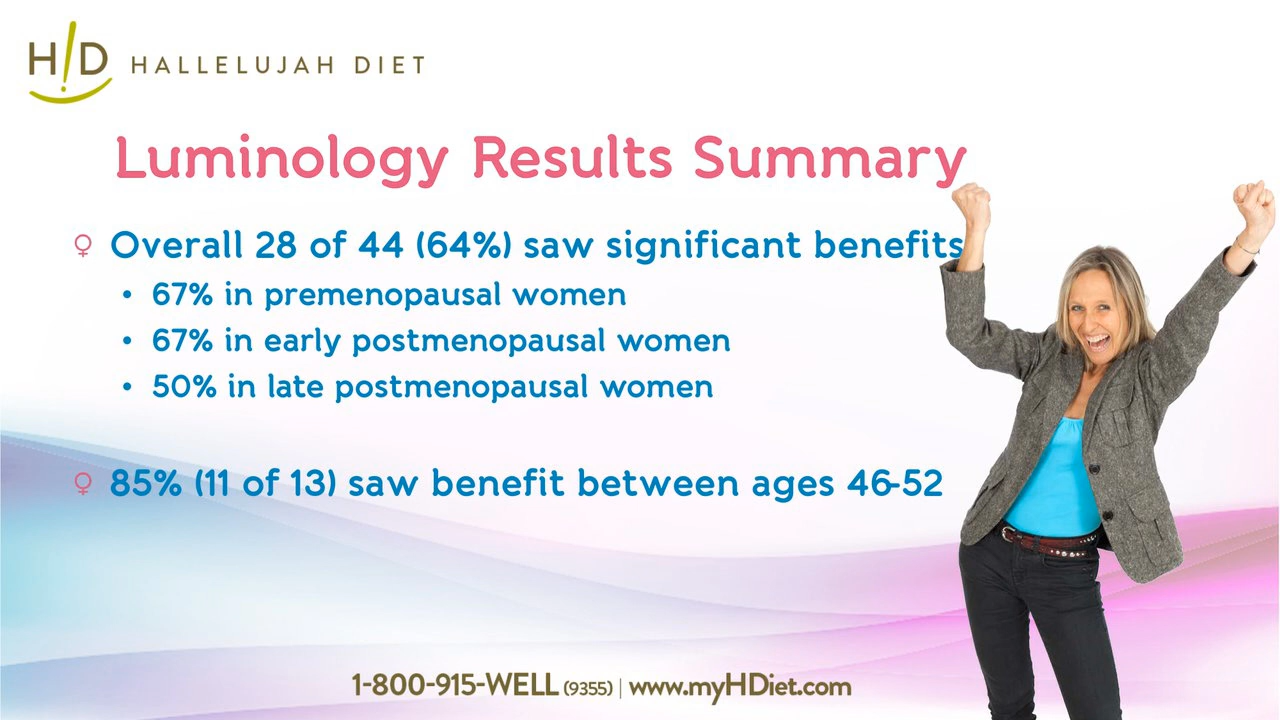 H!D HALLELUJAH DIET
Luminology Results Summary
♀ Overall 28 of 44 (64%) saw significant benefits
• 67% in premenopausal women
• 67% in early postmenopausal women
• 50% in late postmenopausal women
♀ 85% (11 of 13) saw benefit between ages 46-52
1-800-915-WELL (9355) | www.myHDiet.com